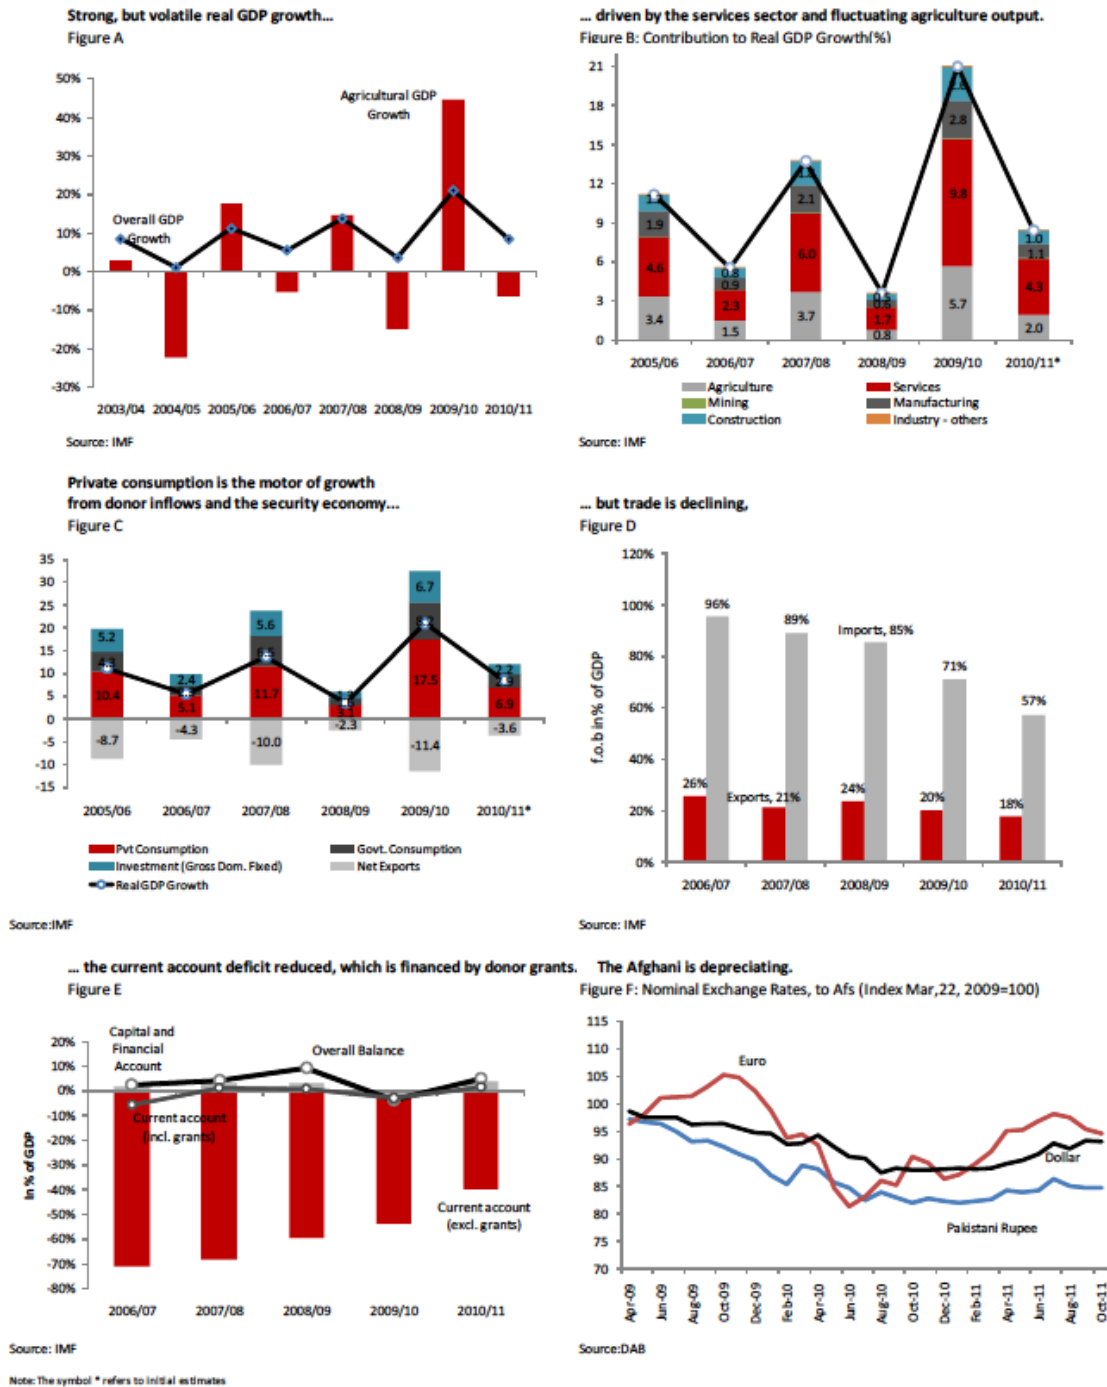 Strong, but volatile real GDP growth...
Figure A
50%
40%
30%
20%
10%
0%
-10%
-20%
-30%
Agricultural GDP
Growth
Overall GDP
Growth
2003/04 2004/05 2005/06 2006/07 2007/08 2008/09 2009/10 2010/11
Source: IMF
... driven by the services sector and fluctuating agriculture output.
Figure B: Contribution to Real GDP Growth(%)
21
18
15
12
9
6
3
0
1.9
4.6
3.4
0.8
0.9
2.3
1.5
2.1
6.0
3.7
0.5
0.6
1.7
0.8
2.8
9.8
5.7
1.0
1.1
4.3
2.0
2005/06 2006/07 2007/08 2008/09 2009/10 2010/11*
Agriculture Services
Mining Manufacturing
Construction Industry - others
Source: IMF
Private consumption is the motor of growth
from donor inflows and the security economy...
Figure C
35
30
25
20
15
10
5
0
-5
-10
-15
5.2
10.4
-8.7
2.4
5.1
-4.3
5.6
11.7
-10.0
3.1
-2.3
6.7
17.5
-11.4
2.2
6.9
-3.6
2005/06 2006/07 2007/08 2008/09 2009/10 2010/11*
Pvt Consumption Govt. Consumption
Investment (Gross Dom. Fixed) Net Exports
Real GDP Growth
Source:IMF
... but trade is declining,
Figure D
f.o.b in% of GDP
120%
100%
80%
60%
40%
20%
0%
96%
89%
Imports, 85%
71%
57%
26%
Exports, 21%
24%
20%
18%
2006/07 2007/08 2008/09 2009/10 2010/11
Source: IMF
... the current account deficit reduced, which is financed by donor grants.
Figure E
In % of GDP
20%
10%
0%
-10%
-20%
-30%
-40%
-50%
-60%
-70%
-80%
Capital and
Financial
Account
Overall Balance
Current account
(incl. grants)
Current account
(excl. grants)
2006/07 2007/08 2008/09 2009/10 2010/11
Source: IMF
The Afghani is depreciating.
Figure F: Nominal Exchange Rates, to Afs (Index Mar,22, 2009=100)
115
110
105
100
95
90
85
80
75
70
Euro
Dollar
Pakistani Rupee
Apr-09 Jun-09 Aug-09 Oct-09 Dec-09 Feb-10 Apr-10 Jun-10 Aug-10 Oct-10 Dec-10 Feb-11 Apr-11 Jun-11 Aug-11 Oct-11
Source:DAB
Note: The symbol * refers to initial estimates